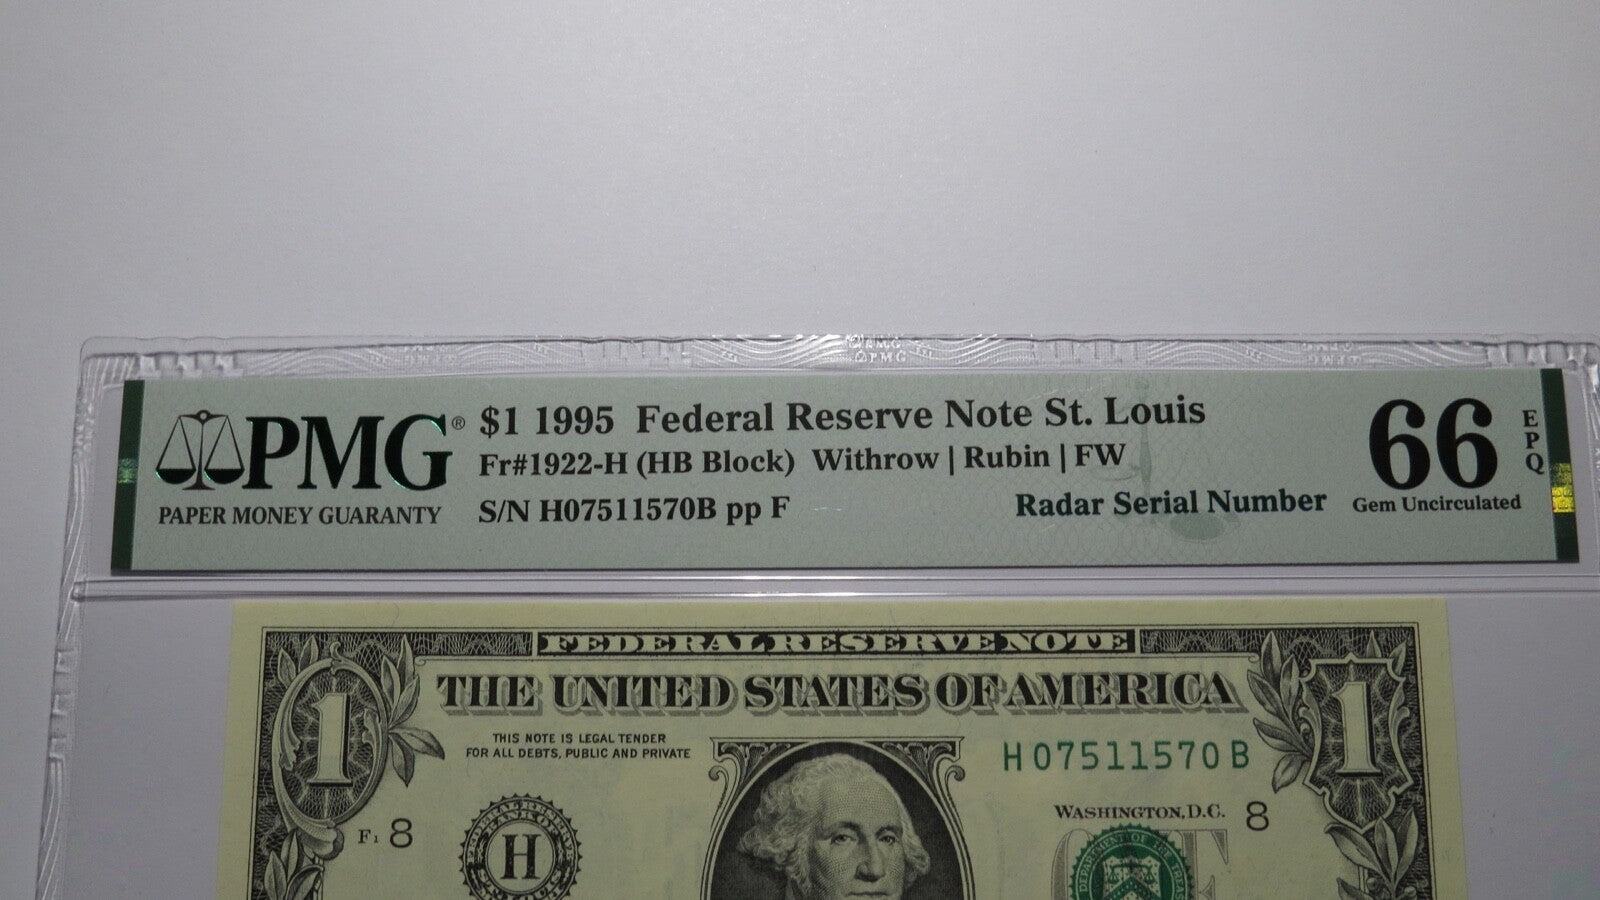 PMG®
PAPER MONEY GUARANTY
$1 1995 Federal Reserve Note St. Louis
Fr#1922-H (HB Block) Withrow | Rubin | FW
S/N H07511570B pp F
Radar Serial Number
66 EPQ
Gem Uncirculated
FEDERAL RESERVE NOTE
THE UNITED STATES OF AMERICA
1
1
THIS NOTE IS LEGAL TENDER
FOR ALL DEBTS, PUBLIC AND PRIVATE
H 07511570 B
WASHINGTON, D.C.
8
F1 8
H